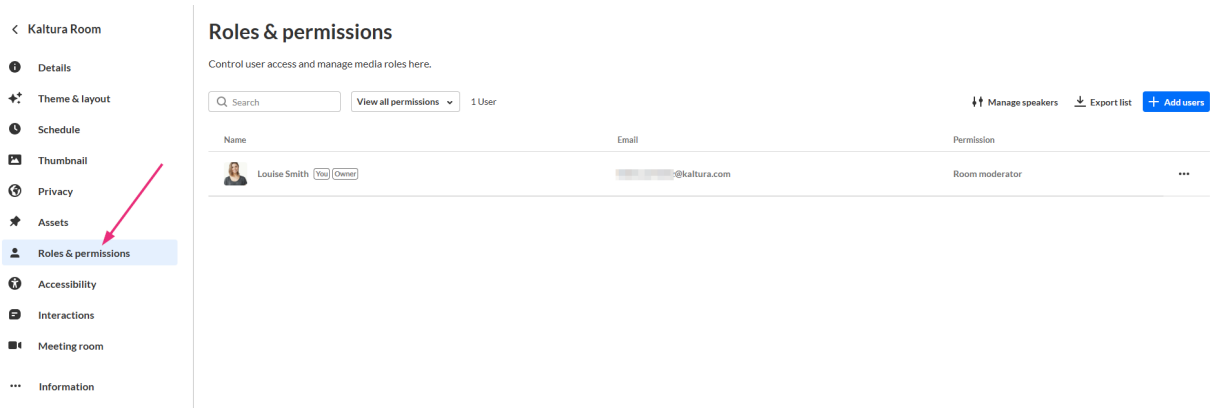 Kaltura Room
Details
Theme & layout
Schedule
Thumbnail
Privacy
Assets
Roles & permissions
Accessibility
Interactions
Meeting room
Information
Roles & permissions
Control user access and manage media roles here.
Search View all permissions 1 User Manage speakers Export list Add users
Name Email Permission
Louise Smith You Owner @kaltura.com Room moderator